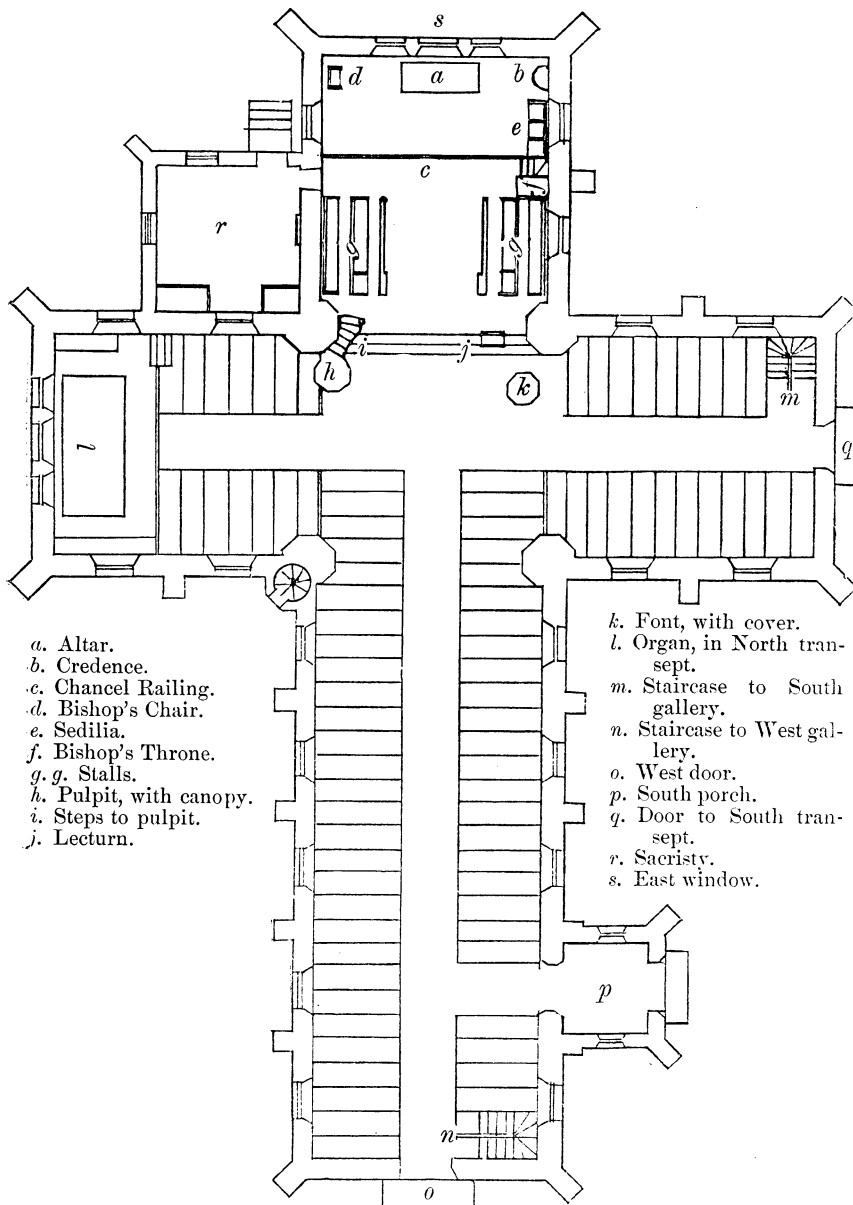 s
d
a
b
e
c
f
r
g
g
i
j
h
k
m
l
q
a. Altar.
b. Credence.
c. Chancel Railing.
d. Bishop's Chair.
e. Sedilia.
f. Bishop's Throne.
g. g. Stalls.
h. Pulpit, with canopy.
i. Steps to pulpit.
j. Lecturn.
k. Font, with cover.
l. Organ, in North tran-
sept.
m. Staircase to South
gallery.
n. Staircase to West gal-
lery.
o. West door.
p. South porch.
q. Door to South tran-
sept.
r. Sacristy.
s. East window.
p
n
o